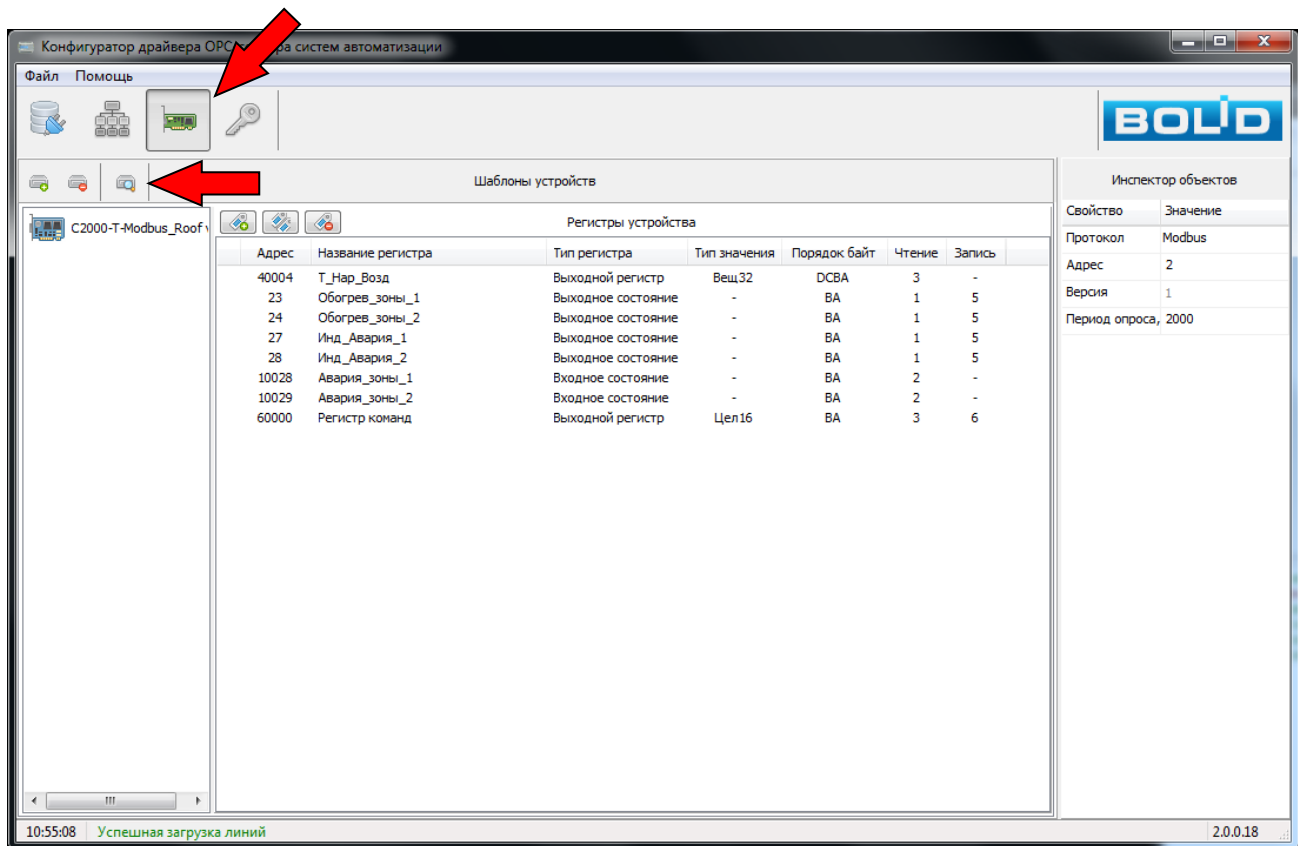 Конфигуратор драйвера OPC ра систем автоматизации
Файл Помощь
BOLID
Шаблоны устройств
Инспектор объектов
C2000-T-Modbus_Roof
Регистры устройства
Свойство Значение
Протокол Modbus
Адрес 2
Версия 1
Период опроса, 2000
Адрес Название регистра Тип регистра Тип значения Порядок байт Чтение Запись
40004 Т_Нар_Возд Выходной регистр Вещ32 DCBA 3 -
23 Обогрев_зоны_1 Выходное состояние - BA 1 5
24 Обогрев_зоны_2 Выходное состояние - BA 1 5
27 Инд_Авария_1 Выходное состояние - BA 1 5
28 Инд_Авария_2 Выходное состояние - BA 1 5
10028 Авария_зоны_1 Входное состояние - BA 2 -
10029 Авария_зоны_2 Входное состояние - BA 2 -
60000 Регистр команд Выходной регистр Цел16 BA 3 6
10:55:08 Успешная загрузка линий 2.0.0.18